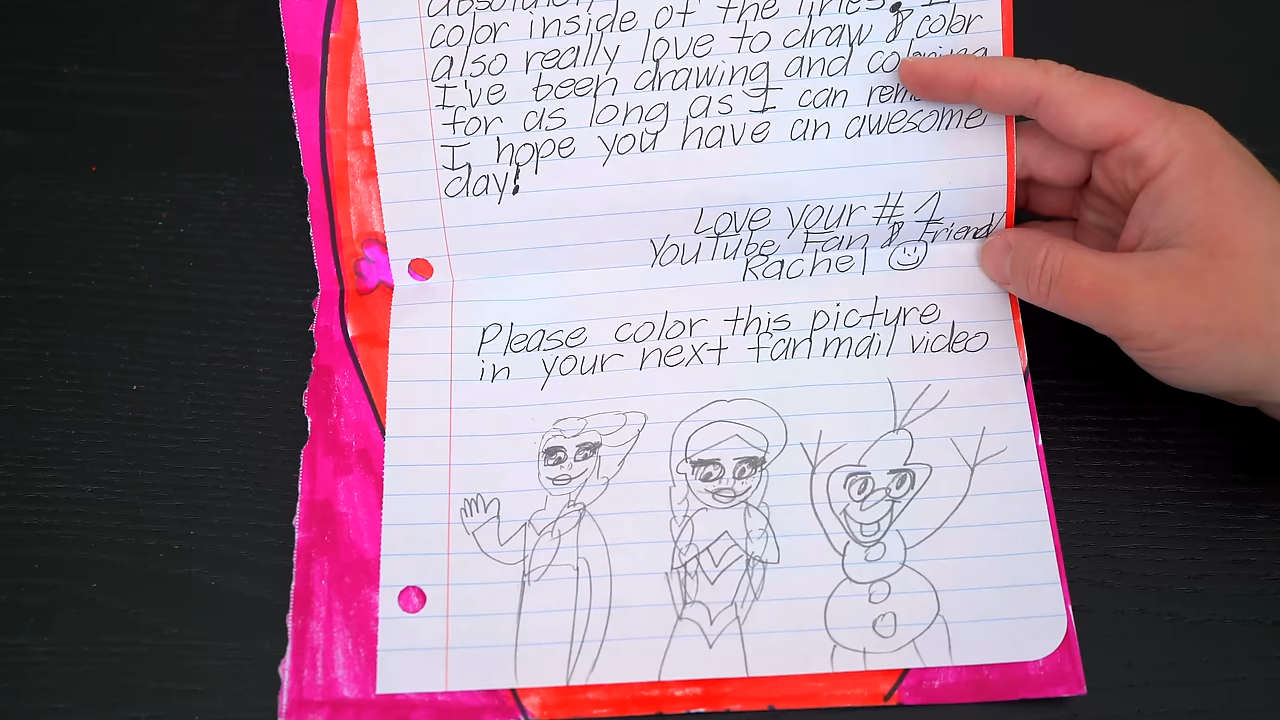 color inside of the lines. I
also really love to draw & color
I've been drawing and coloring
for as long as I can
I hope you have an awesome
day!
Love your # 1
YouTube Fan & Friend
Rachel
Please color this picture
in your next fanmail video